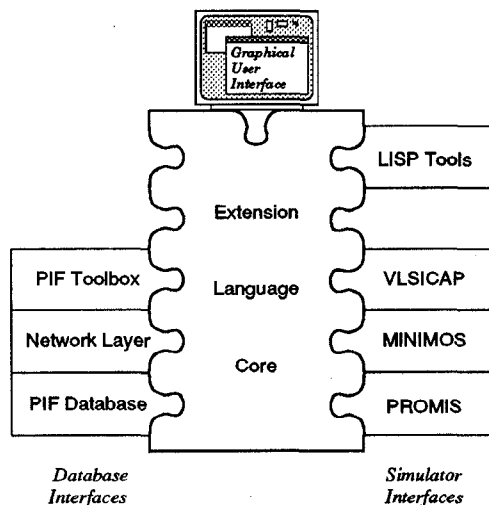 Graphical
User
Interface
LISP Tools
Extension
PIF Toolbox
Language
VLSICAP
Network Layer
MINIMOS
Core
PIF Database
PROMIS
Database
Interfaces
Simulator
Interfaces